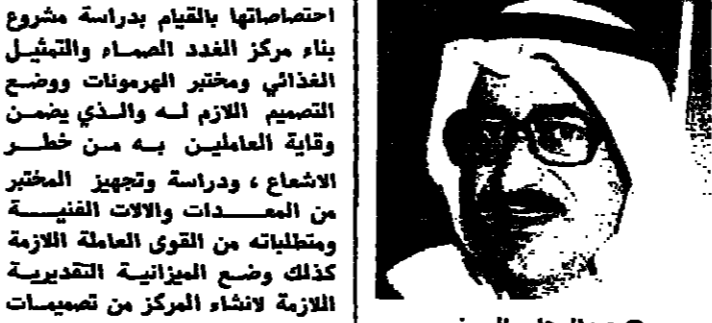 احتصاصاتها بالقيام بدراسة مشروع
بناء مركز الغدد الصماء والتمثيل
الغذائي ومختبر الهرمونات ووضع
التصميم اللازم له والذي يضمن
وقاية العاملين به من خطر
الاشعاع ، ودراسة وتجهيز المختبر
من المعدات والالات الفنية
ومتطلباته من القوى العاملة اللازمة
كذلك وضع الميزانية التقديرية
اللازمة لانشاء المركز من تصميمات